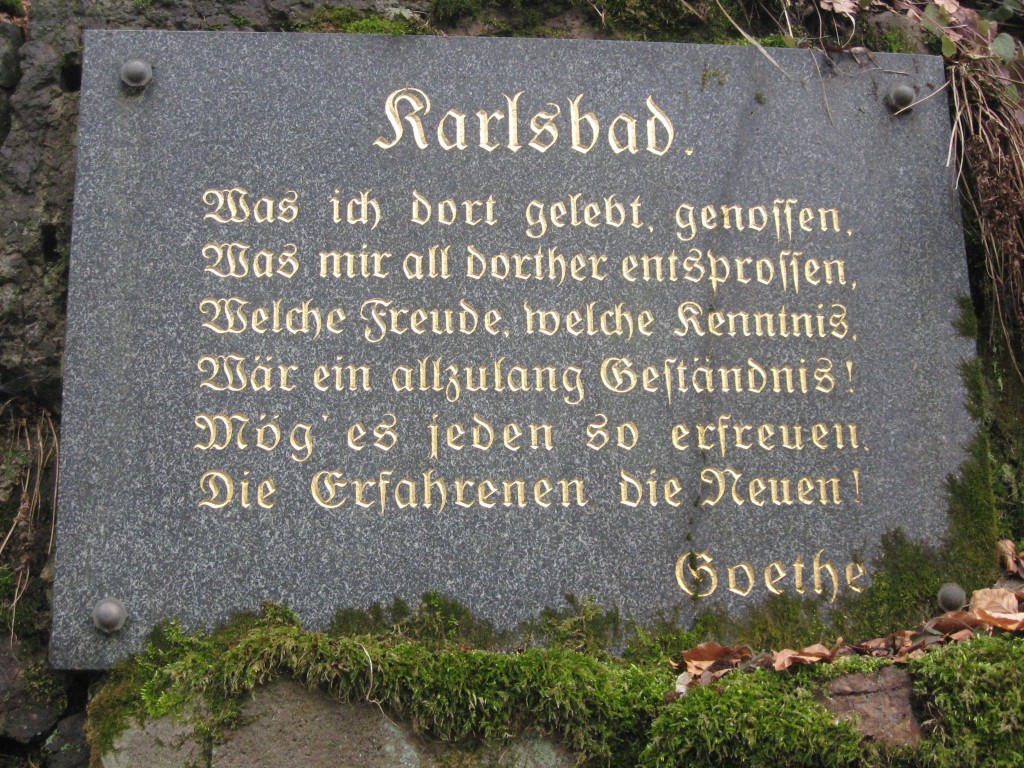 Karlsbad.
Was ich dort gelebt, genossen,
Was mir all dorther entsprossen,
Welche Freude, welche Kenntnis,
Wär ein allzulang Geständnis!
Mög' es jeden so erfreuen,
Die Erfahrenen die Neuen!
Goethe